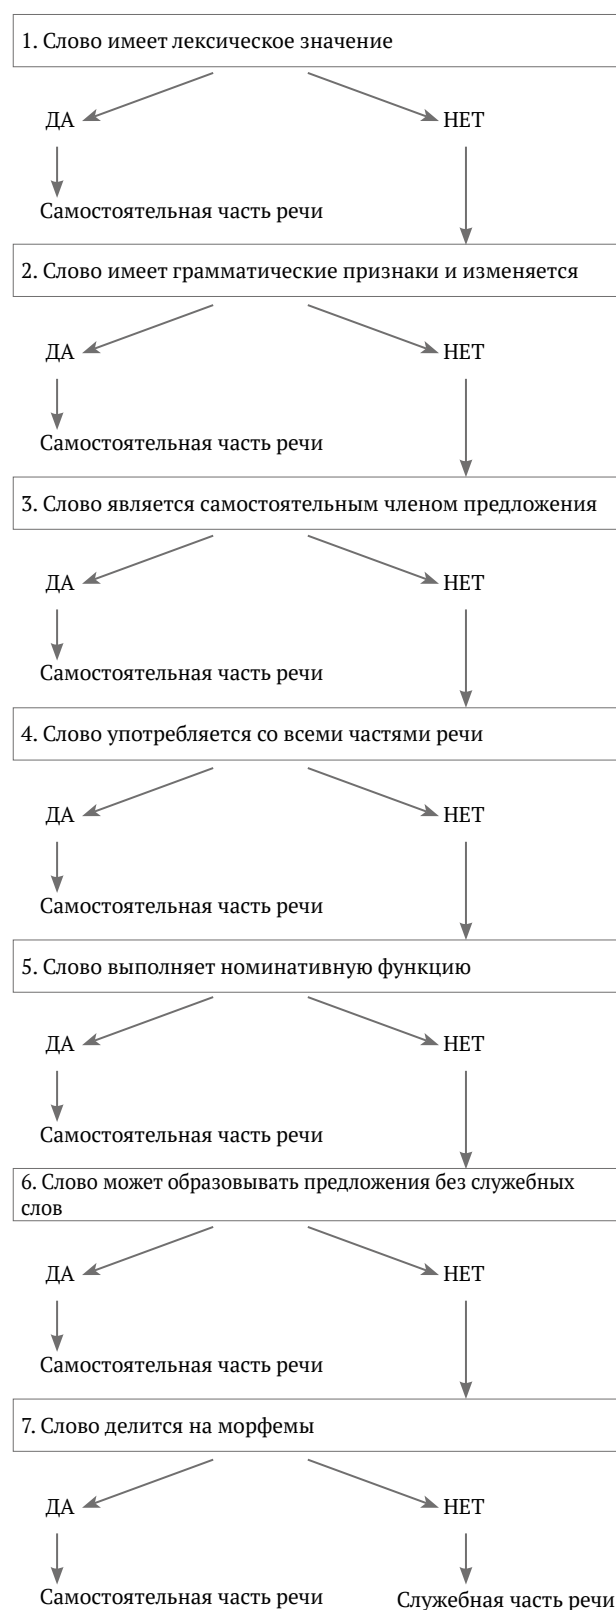 1. Слово имеет лексическое значение
ДА
НЕТ
Самостоятельная часть речи
2. Слово имеет грамматические признаки и изменяется
ДА
НЕТ
Самостоятельная часть речи
3. Слово является самостоятельным членом предложения
ДА
НЕТ
Самостоятельная часть речи
4. Слово употребляется со всеми частями речи
ДА
НЕТ
Самостоятельная часть речи
5. Слово выполняет номинативную функцию
ДА
НЕТ
Самостоятельная часть речи
6. Слово может образовывать предложения без служебных
слов
ДА
НЕТ
Самостоятельная часть речи
7. Слово делится на морфемы
ДА
НЕТ
Самостоятельная часть речи
Служебная часть речи